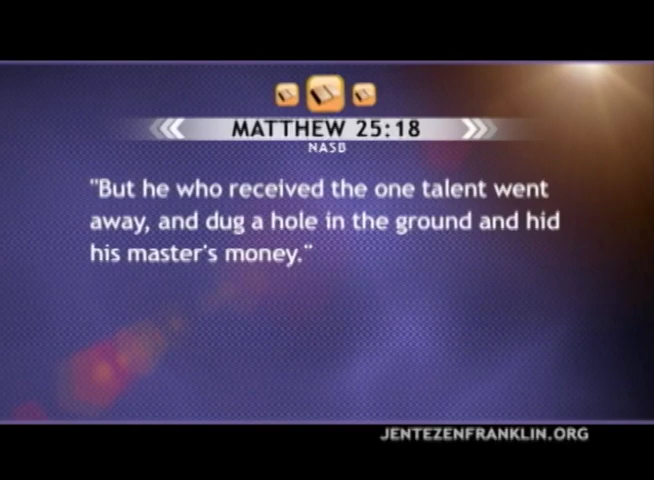 MATTHEW 25:18
NASB
"But he who received the one talent went
away, and dug a hole in the ground and hid
his master's money."
JENTEZENFRANKLIN.ORG